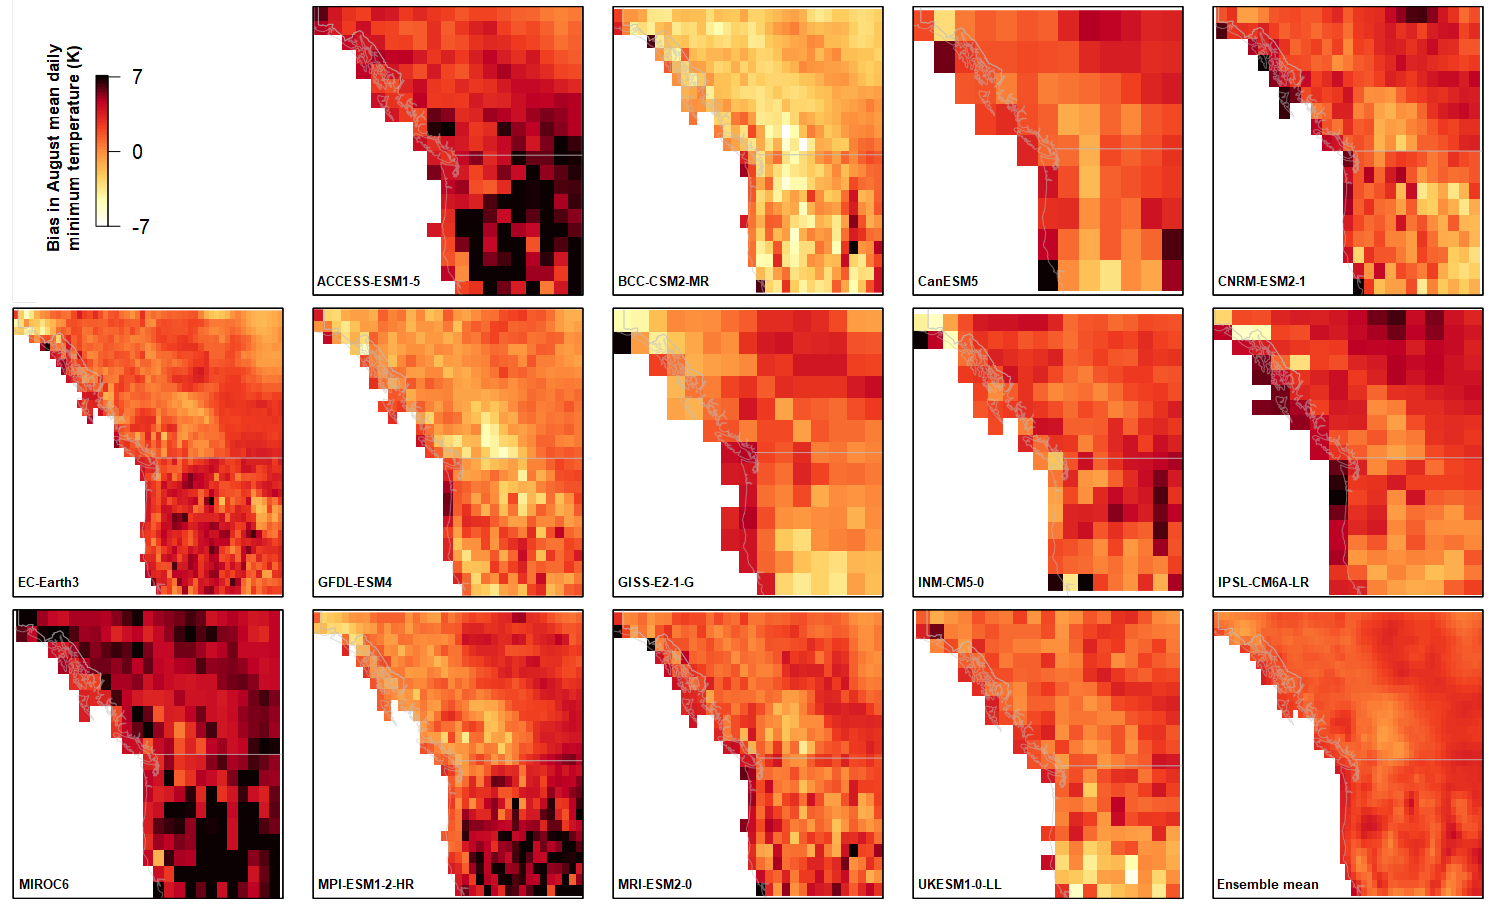 Bias in August mean daily
minimum temperature (K)
7
0
-7
ACCESS-ESM1-5
BCC-CSM2-MR
CanESM5
CNRM-ESM2-1
EC-Earth3
GFDL-ESM4
GISS-E2-1-G
INM-CM5-0
IPSL-CM6A-LR
MIROC6
MPI-ESM1-2-HR
MRI-ESM2-0
UKESM1-0-LL
Ensemble mean